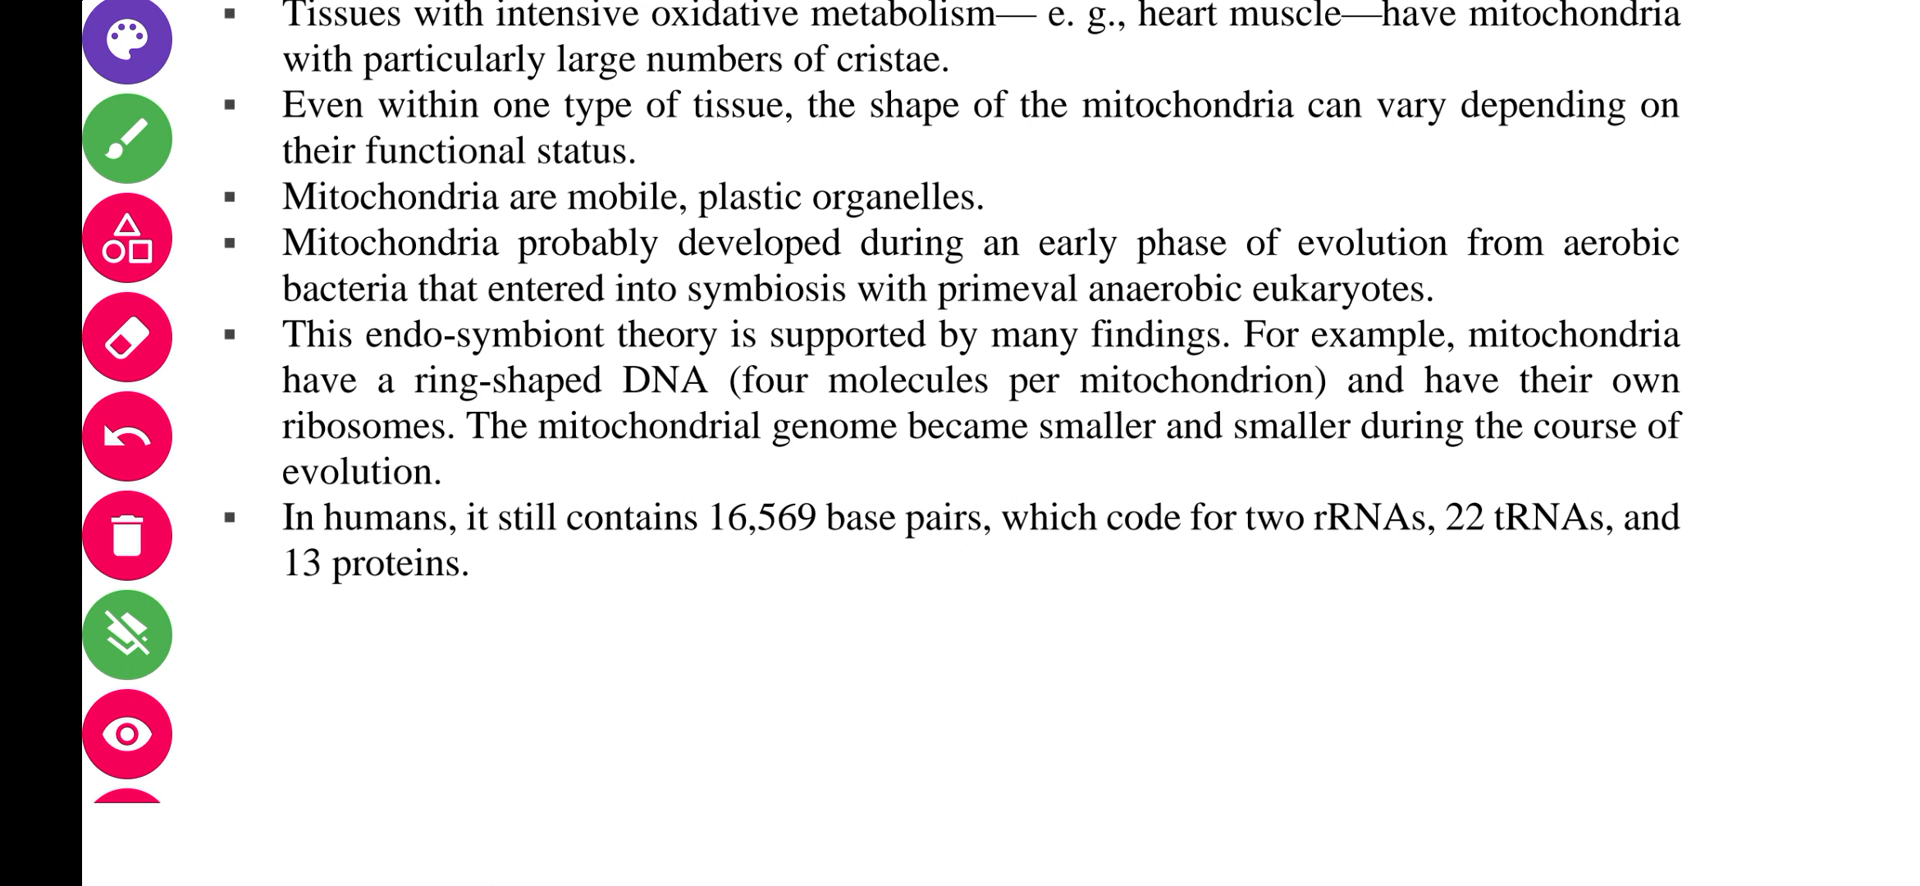 ▪ Tissues with intensive oxidative metabolism— e. g., heart muscle—have mitochondria
with particularly large numbers of cristae.
▪ Even within one type of tissue, the shape of the mitochondria can vary depending on
their functional status.
▪ Mitochondria are mobile, plastic organelles.
▪ Mitochondria probably developed during an early phase of evolution from aerobic
bacteria that entered into symbiosis with primeval anaerobic eukaryotes.
▪ This endo-symbiont theory is supported by many findings. For example, mitochondria
have a ring-shaped DNA (four molecules per mitochondrion) and have their own
ribosomes. The mitochondrial genome became smaller and smaller during the course of
evolution.
▪ In humans, it still contains 16,569 base pairs, which code for two rRNAs, 22 tRNAs, and
13 proteins.